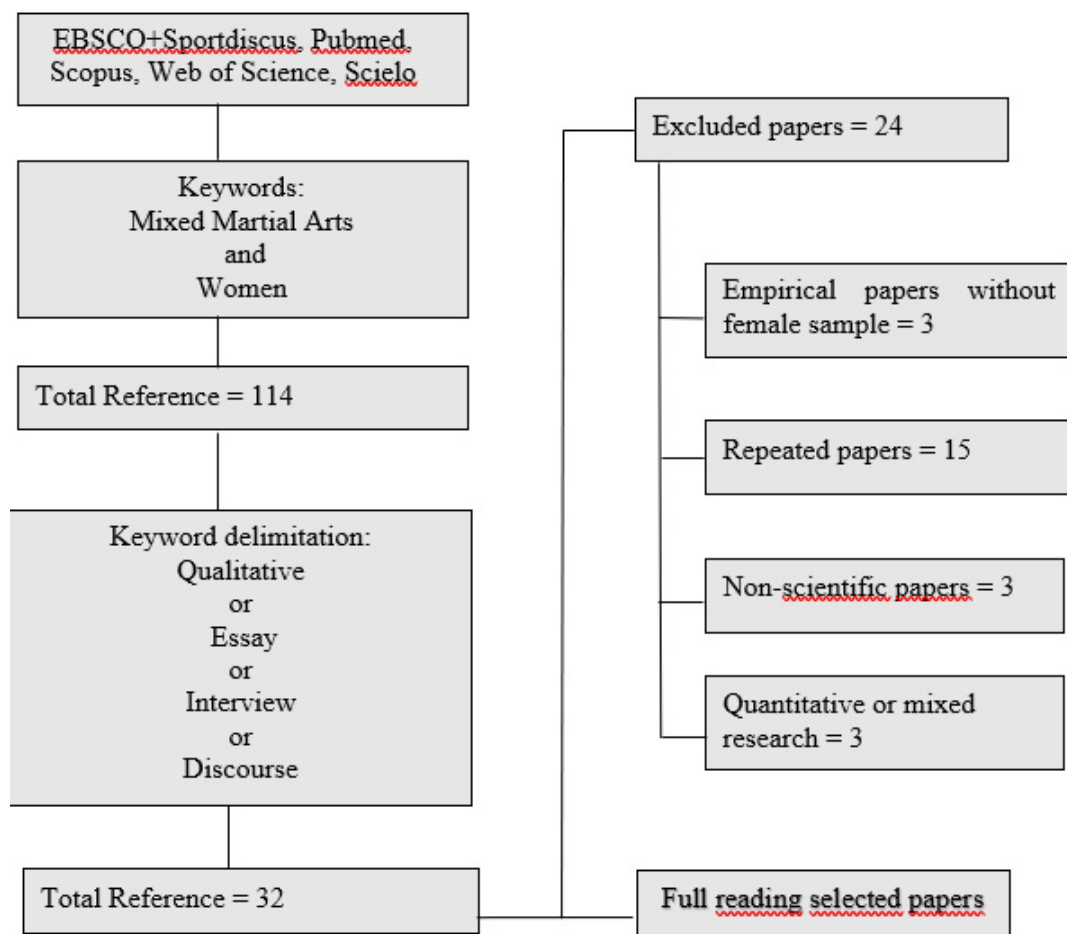 EBSCO+Sportdiscus, Pubmed,
Scopus, Web of Science, Scielo
Keywords:
Mixed Martial Arts
and
Women
Total Reference = 114
Keyword delimitation:
Qualitative
or
Essay
or
Interview
or
Discourse
Total Reference = 32
Excluded papers = 24
Empirical papers without
female sample = 3
Repeated papers = 15
Non-scientific papers = 3
Quantitative or mixed
research = 3
Full reading selected papers